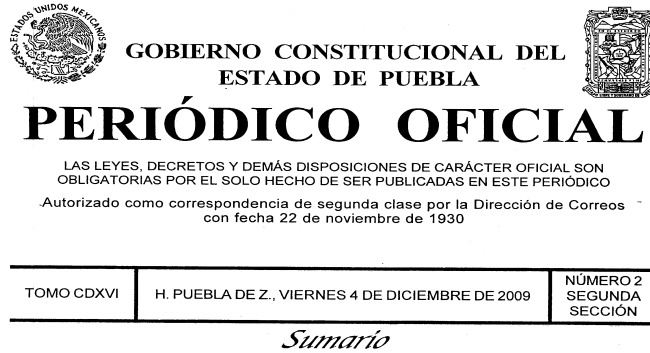 ESTADOS UNIDOS MEXICANOS
GOBIERNO CONSTITUCIONAL DEL
ESTADO DE PUEBLA
PERIÓDICO OFICIAL
LAS LEYES, DECRETOS Y DEMÁS DISPOSICIONES DE CARÁCTER OFICIAL SON
OBLIGATORIAS POR EL SOLO HECHO DE SER PUBLICADAS EN ESTE PERIÓDICO
Autorizado como correspondencia de segunda clase por la Dirección de Correos
con fecha 22 de noviembre de 1930
TOMO CDXVI
H. PUEBLA DE Z., VIERNES 4 DE DICIEMBRE DE 2009
NÚMERO 2
SEGUNDA
SECCIÓN
Sumario